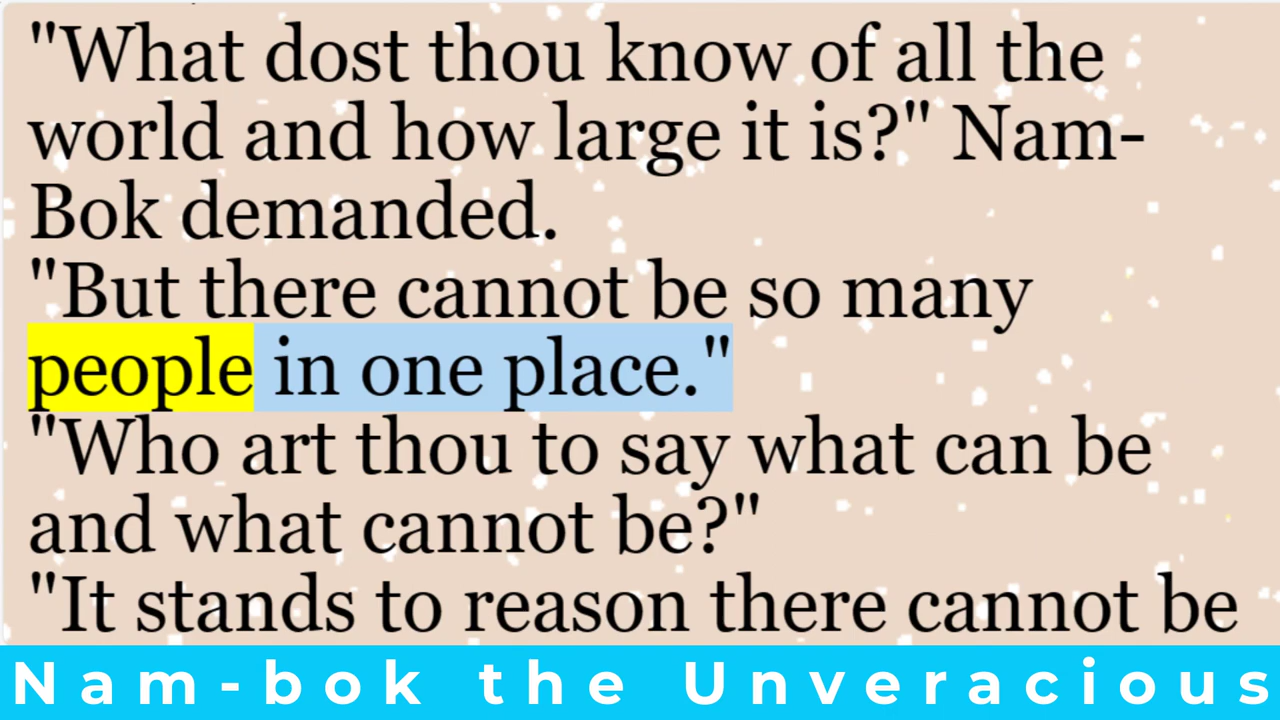 "What dost thou know of all the
world and how large it is?" Nam-
Bok demanded.
"But there cannot be so many
people in one place."
"Who art thou to say what can be
and what cannot be?"
"It stands to reason there cannot be
Nam-bok the Unveracious